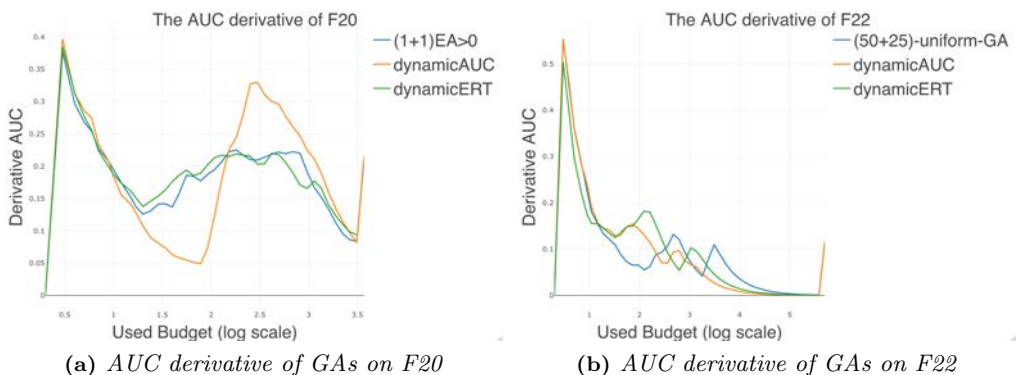 The AUC derivative of F20
(1+1)EA>0
dynamicAUC
dynamicERT
Derivative AUC
0.4
0.35
0.3
0.25
0.2
0.15
0.1
0.05
0
0.5
1
1.5
2
2.5
3
3.5
Used Budget (log scale)
(a) AUC derivative of GAs on F20
The AUC derivative of F22
(50+25)-uniform-GA
dynamicAUC
dynamicERT
Derivative AUC
0.5
0.4
0.3
0.2
0.1
0
1
2
3
4
5
Used Budget (log scale)
(b) AUC derivative of GAs on F22